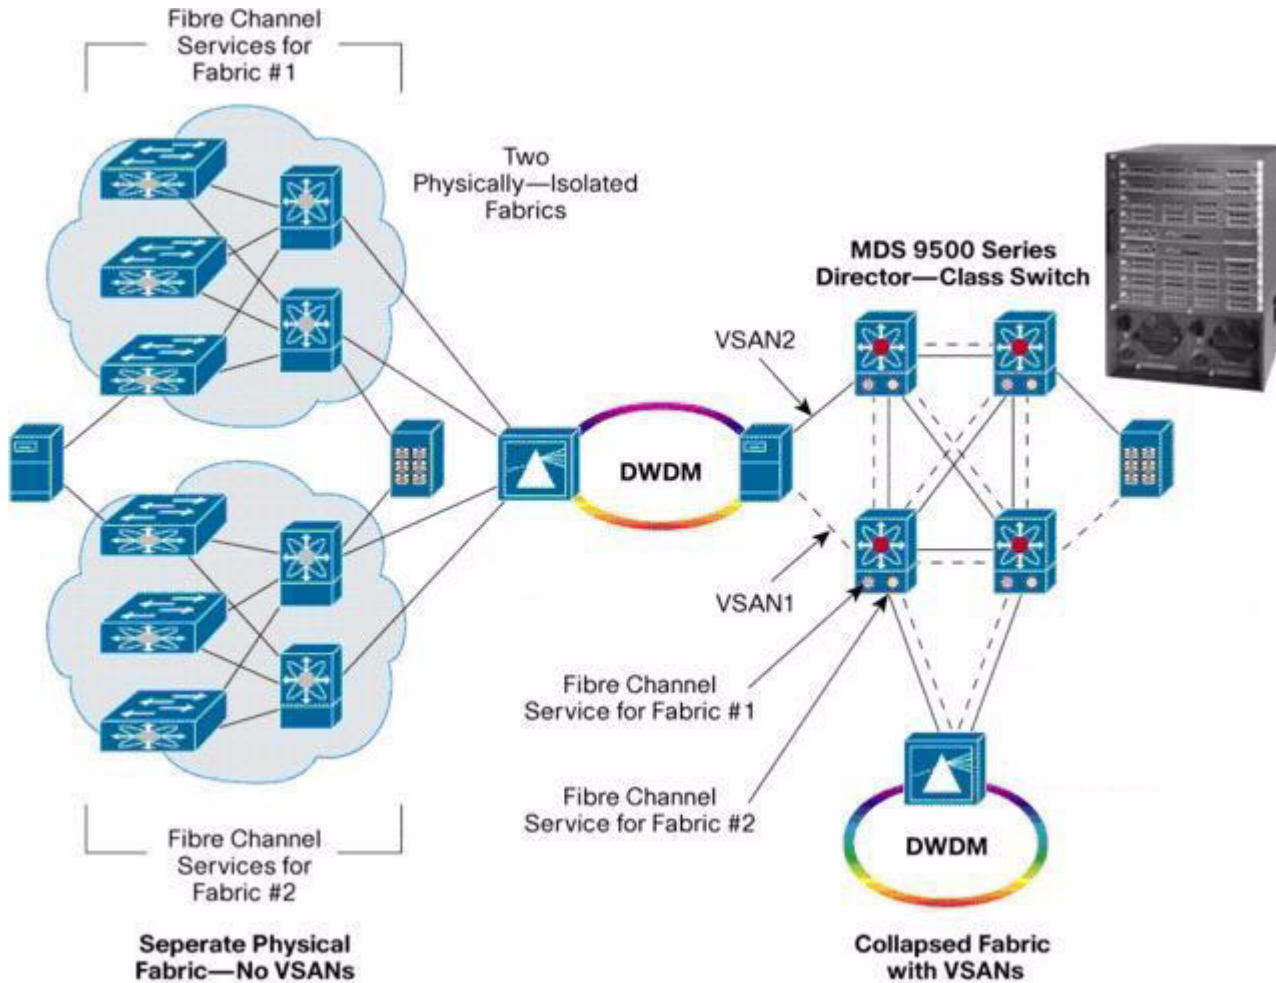 Fibre Channel
Services for
Fabric #1
Two
Physically—Isolated
Fabrics
MDS 9500 Series
Director—Class Switch
VSAN2
DWDM
VSAN1
Fibre Channel
Service for Fabric #1
Fibre Channel
Service for Fabric #2
DWDM
Fibre Channel
Services for
Fabric #2
Seperate Physical
Fabric—No VSANs
Collapsed Fabric
with VSANs